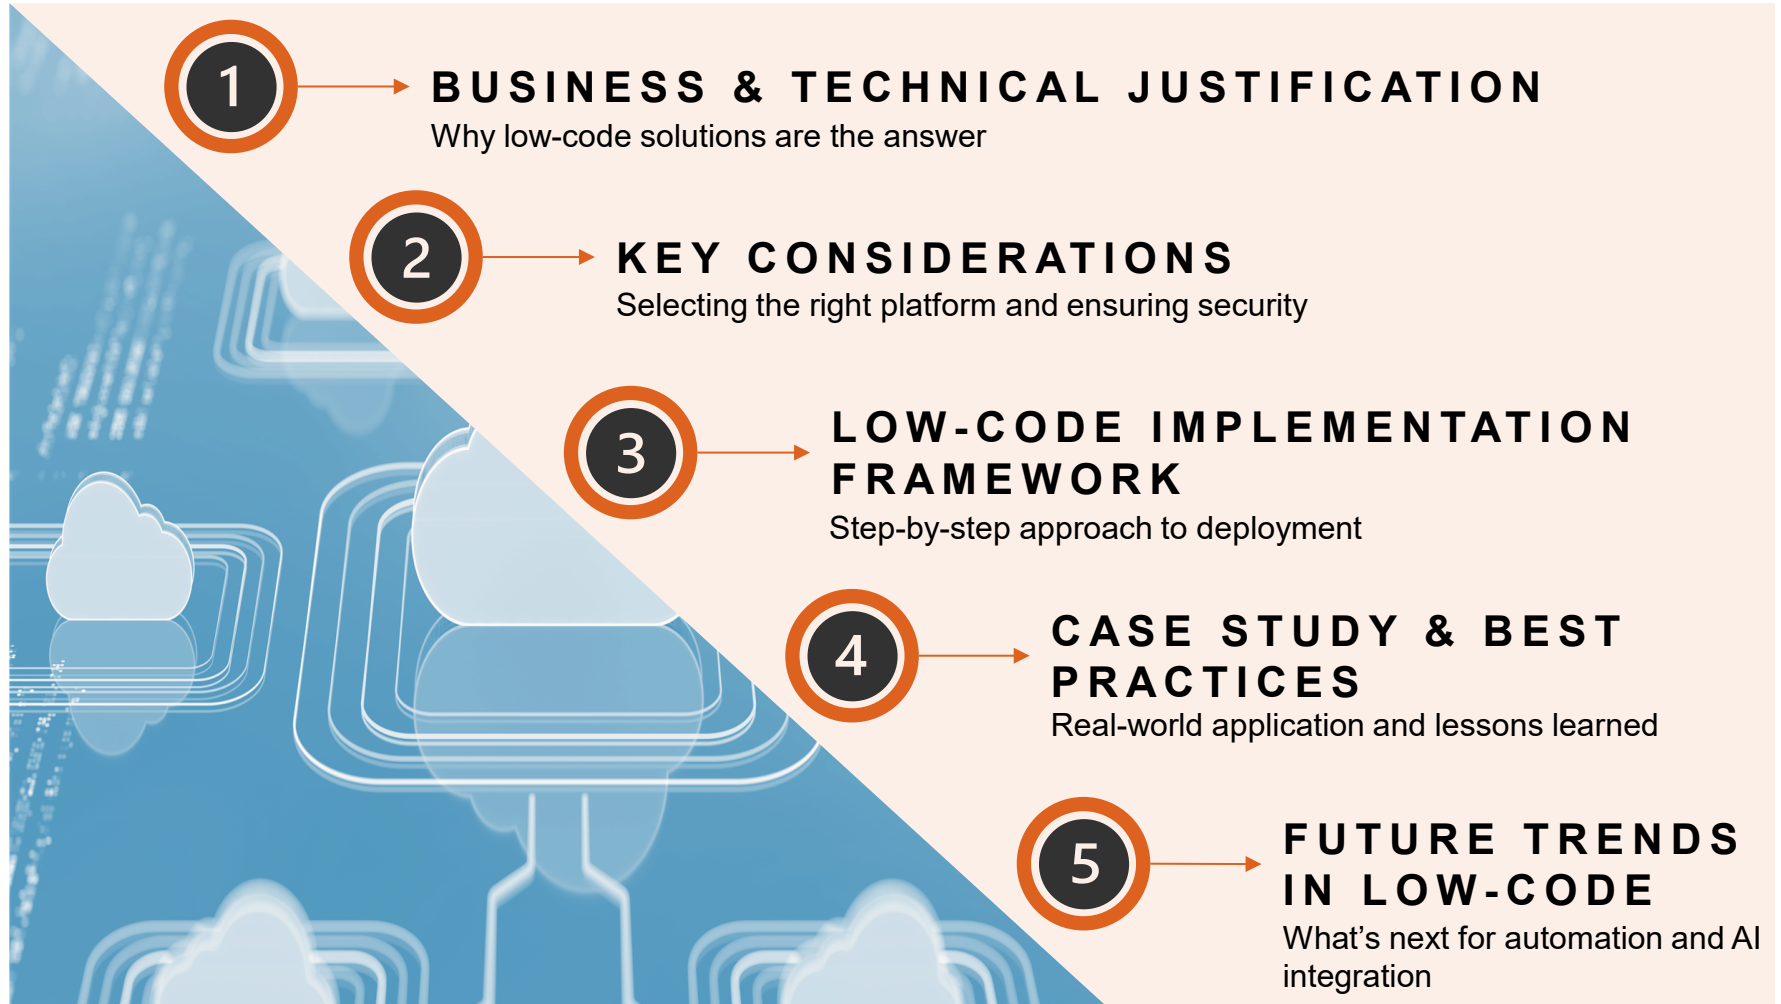 1
BUSINESS & TECHNICAL JUSTIFICATION
Why low-code solutions are the answer
2
KEY CONSIDERATIONS
Selecting the right platform and ensuring security
3
LOW-CODE IMPLEMENTATION
FRAMEWORK
Step-by-step approach to deployment
4
CASE STUDY & BEST
PRACTICES
Real-world application and lessons learned
5
FUTURE TRENDS
IN LOW-CODE
What’s next for automation and AI
integration